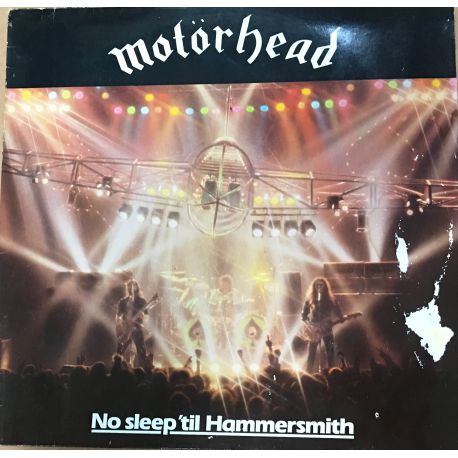 motörhead
No sleep 'til Hammersmith